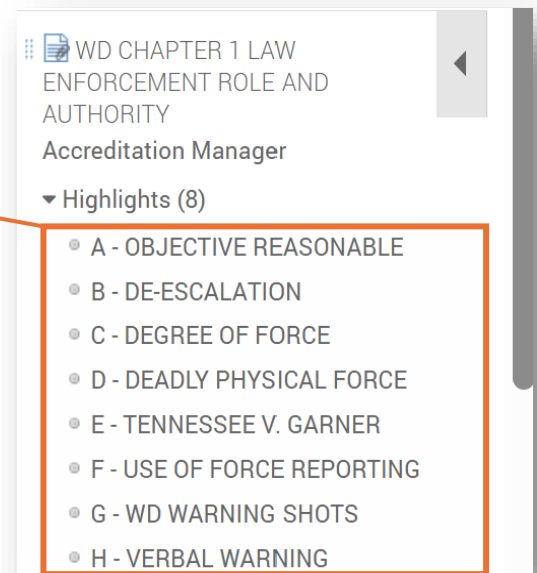 WD CHAPTER 1 LAW
ENFORCEMENT ROLE AND
AUTHORITY
Accreditation Manager
Highlights (8)
A - OBJECTIVE REASONABLE
B - DE-ESCALATION
C - DEGREE OF FORCE
D - DEADLY PHYSICAL FORCE
E - TENNESSEE V. GARNER
F - USE OF FORCE REPORTING
G - WD WARNING SHOTS
H - VERBAL WARNING